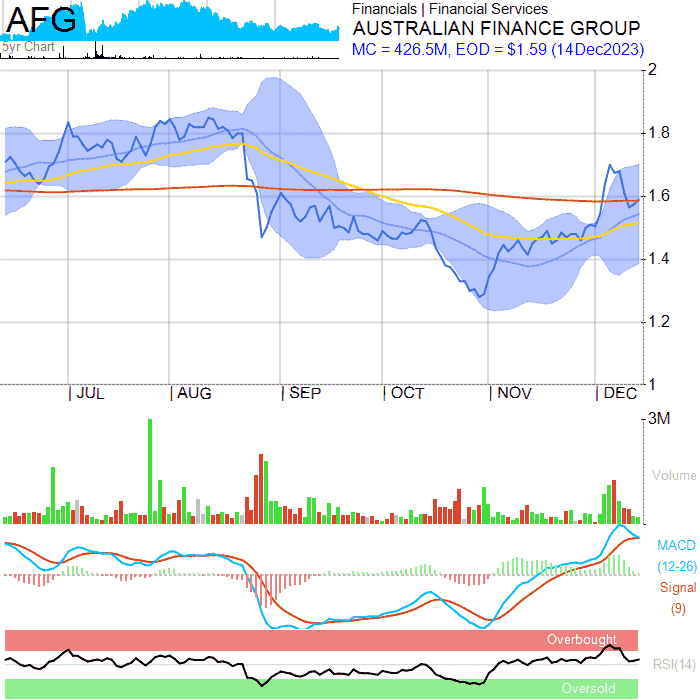 AFG
5yr Chart
Financials | Financial Services
AUSTRALIAN FINANCE GROUP
MC = 426.5M, EOD = $1.59 (14Dec2023)
2
1.8
1.6
1.4
1.2
1
JUL AUG SEP OCT NOV DEC
3M
Volume
MACD
(12-26)
Signal
(9)
Overbought
RSI(14)
Oversold